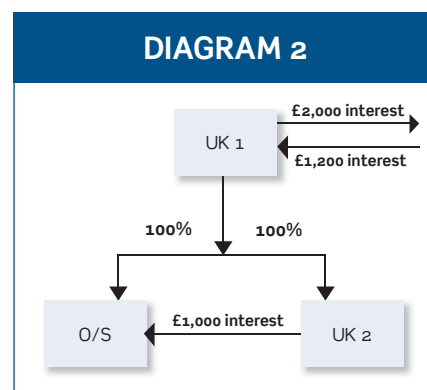 DIAGRAM 2
£2,000 interest
UK 1
£1,200 interest
100% 100%
O/S
£1,000 interest
UK 2